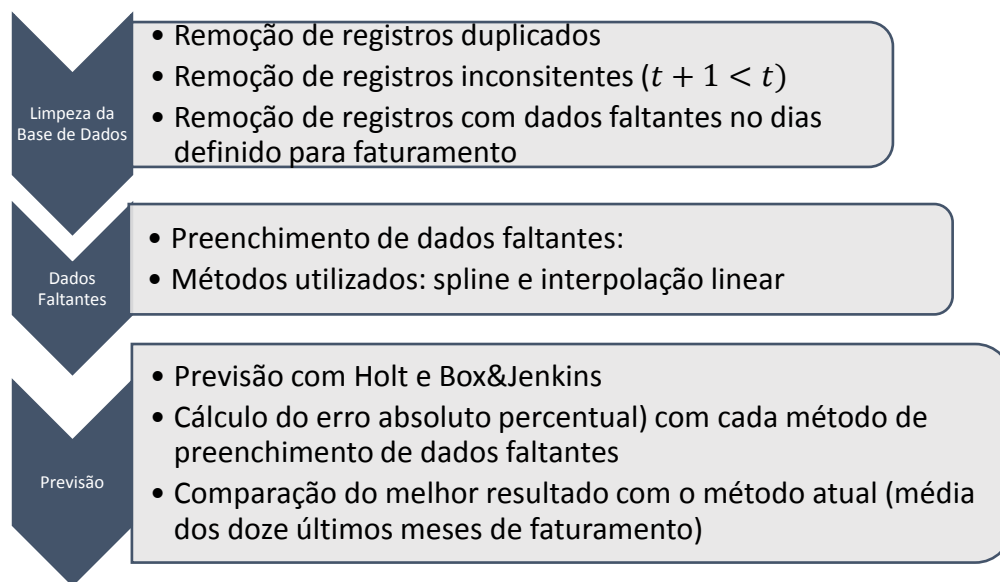 Limpeza da
Base de Dados
• Remoção de registros duplicados
• Remoção de registros inconsitentes (t + 1 < t)
• Remoção de registros com dados faltantes no dias
definido para faturamento
Dados
Faltantes
• Preenchimento de dados faltantes:
• Métodos utilizados: spline e interpolação linear
Previsão
• Previsão com Holt e Box&Jenkins
• Cálculo do erro absoluto percentual) com cada método de
preenchimento de dados faltantes
• Comparação do melhor resultado com o método atual (média
dos doze últimos meses de faturamento)